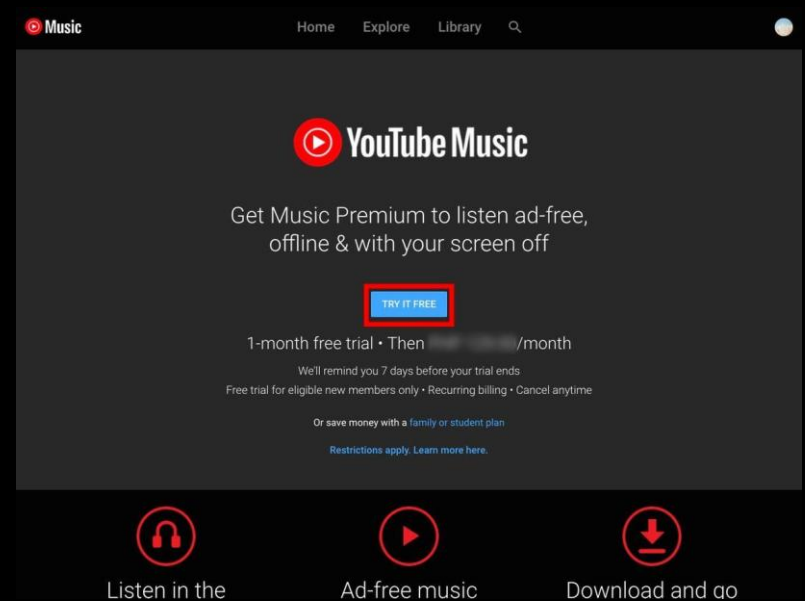 Music Home Explore Library
YouTube Music
Get Music Premium to listen ad-free,
offline & with your screen off
TRY IT FREE
1-month free trial • Then /month
We'll remind you 7 days before your trial ends
Free trial for eligible new members only • Recurring billing • Cancel anytime
Or save money with a family or student plan
Restrictions apply. Learn more here.
Listen in the Ad-free music Download and go